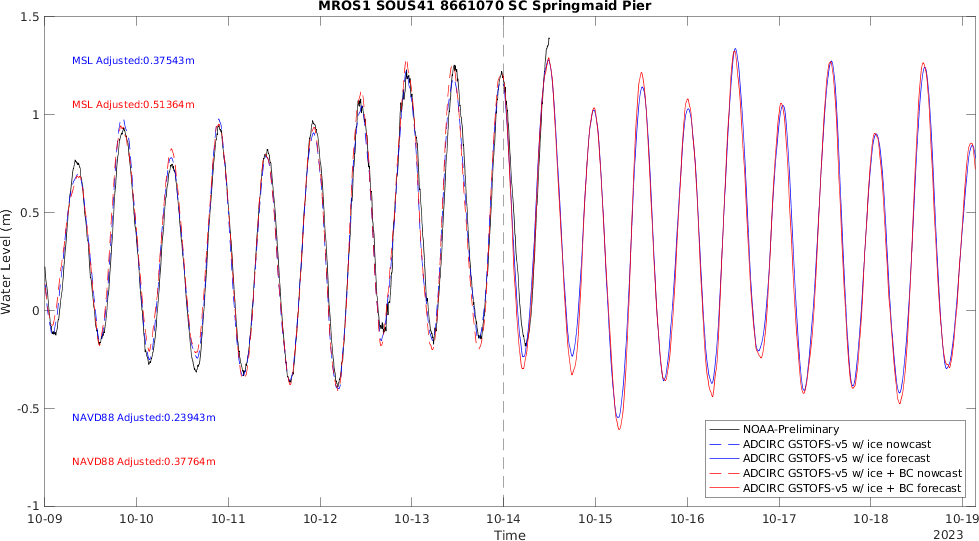 MROS1 SOUS41 8661070 SC Springmaid Pier
1.5
1
0.5
0
-0.5
-1
Water Level (m)
MSL Adjusted:0.37543m
MSL Adjusted:0.51364m
NAVD88 Adjusted:0.23943m
NAVD88 Adjusted:0.37764m
NOAA-Preliminary
ADCIRC GSTOFS-v5 w/ ice nowcast
ADCIRC GSTOFS-v5 w/ ice forecast
ADCIRC GSTOFS-v5 w/ ice + BC nowcast
ADCIRC GSTOFS-v5 w/ ice + BC forecast
10-09 10-10 10-11 10-12 10-13 10-14 10-15 10-16 10-17 10-18 10-19
Time
2023